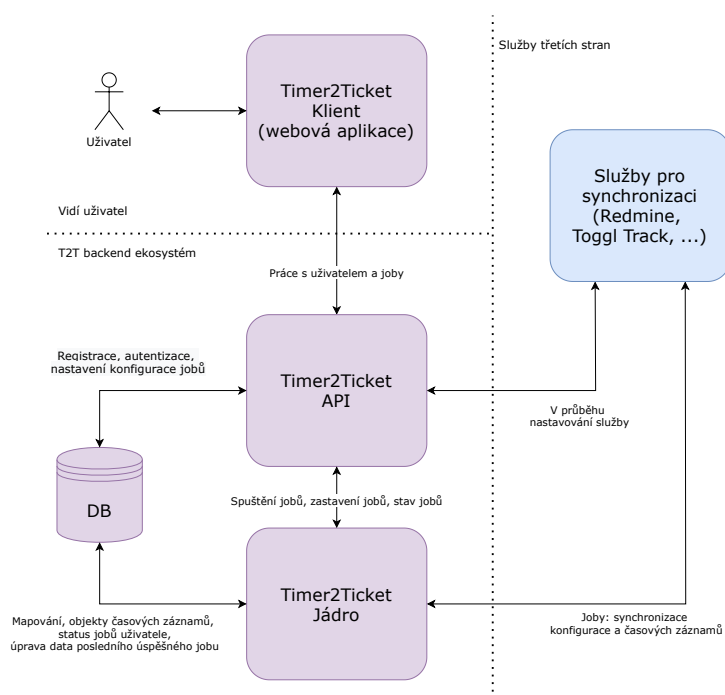 Služby třetích stran
Timer2Ticket
Klient
(webová aplikace)
Uživatel
Služby pro
synchronizaci
(Redmine,
Toggl Track, ...)
Vidí uživatel
T2T backend ekosystém
Práce s uživatelem a joby
Registrace, autentizace,
nastavení konfigurace jobů
Timer2Ticket
API
V průběhu
nastavování služby
DB
Spuštění jobů, zastavení jobů, stav jobů
Timer2Ticket
Jádro
Mapování, objekty časových záznamů,
status jobů uživatele,
úprava data posledního úspěšného jobu
Joby: synchronizace
konfigurace a časových záznamů